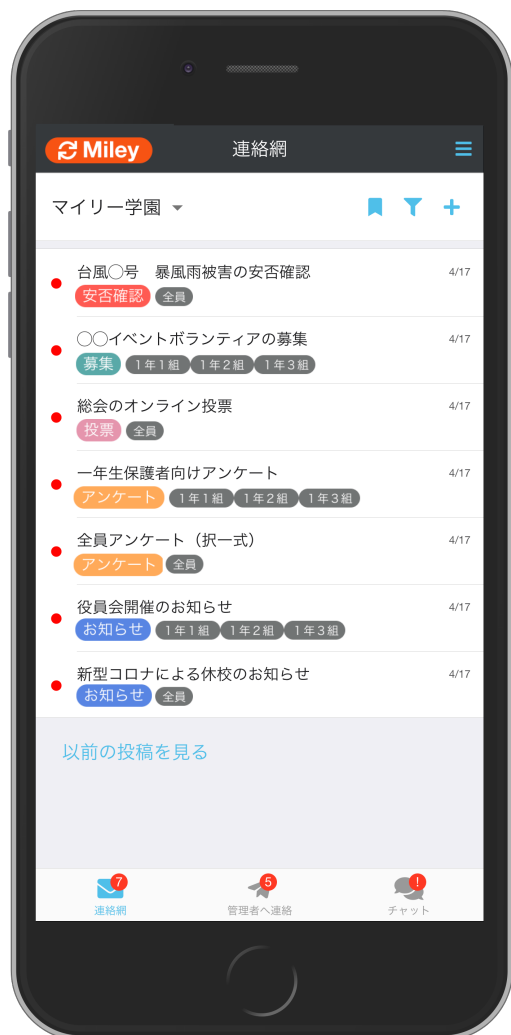 Miley
連絡網
マイリー学園
台風◯号　暴風雨被害の安否確認
4/17
安否確認 全員
◯◯イベントボランティアの募集
4/17
募集 1年1組 1年2組 1年3組
総会のオンライン投票
4/17
投票 全員
一年生保護者向けアンケート
4/17
アンケート 1年1組 1年2組 1年3組
全員アンケート（択一式）
4/17
アンケート 全員
役員会開催のお知らせ
4/17
お知らせ 1年1組 1年2組 1年3組
新型コロナによる休校のお知らせ
4/17
お知らせ 全員
以前の投稿を見る
7 5 !
連絡網 管理者へ連絡 チャット